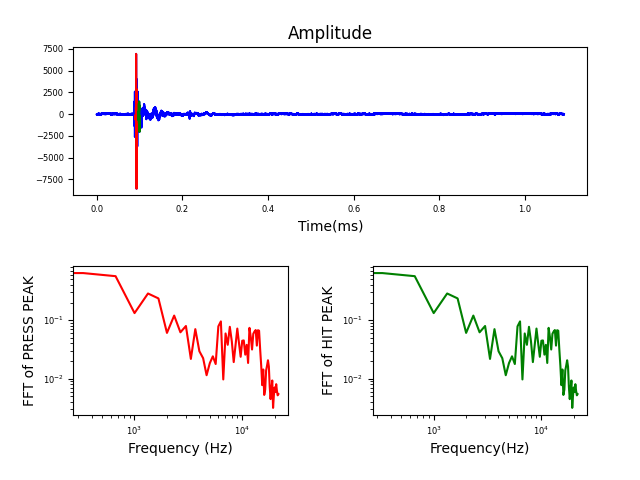 Amplitude
7500
5000
2500
0
−2500
−5000
−7500
0.0 0.2 0.4 0.6 0.8 1.0
Time(ms)
FFT of PRESS PEAK
10⁻¹
10⁻²
10³ 10⁴
Frequency (Hz)
FFT of HIT PEAK
10⁻¹
10⁻²
10³ 10⁴
Frequency(Hz)